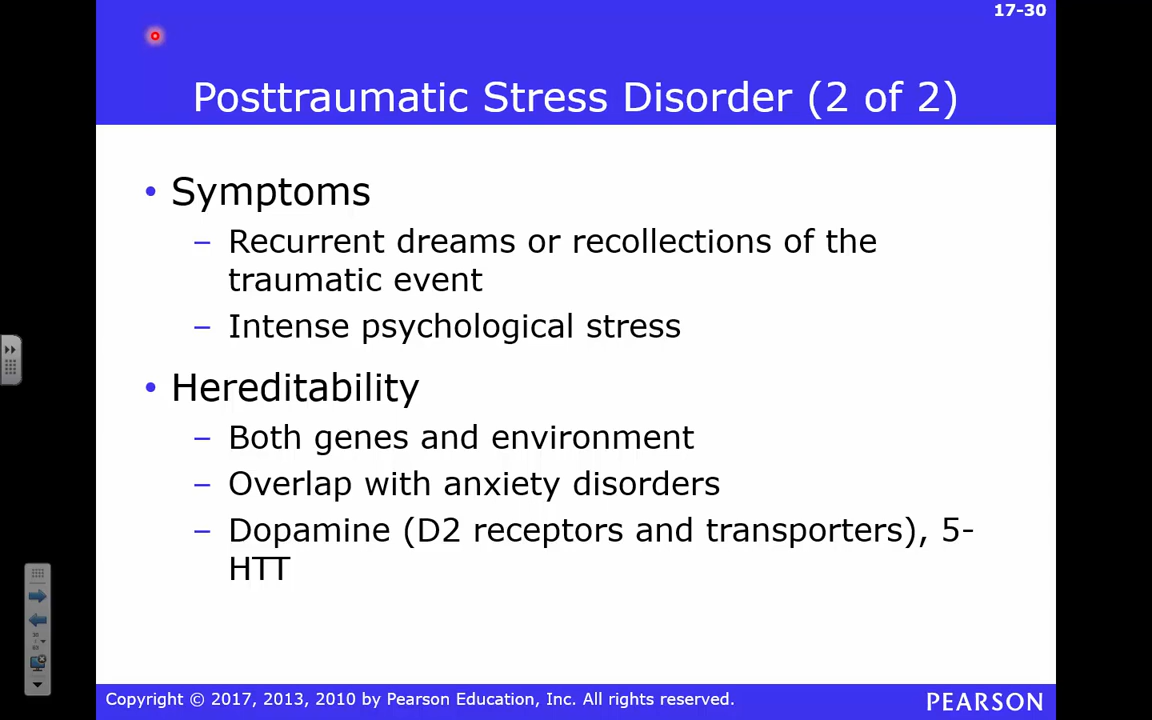 17-30
Posttraumatic Stress Disorder (2 of 2)
• Symptoms
– Recurrent dreams or recollections of the
traumatic event
– Intense psychological stress
• Hereditability
– Both genes and environment
– Overlap with anxiety disorders
– Dopamine (D2 receptors and transporters), 5-
HTT
Copyright © 2017, 2013, 2010 by Pearson Education, Inc. All rights reserved.
PEARSON